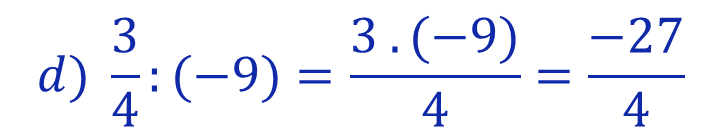 d) 3/4 : (−9) = 3 . (−9)/4 = −27/4